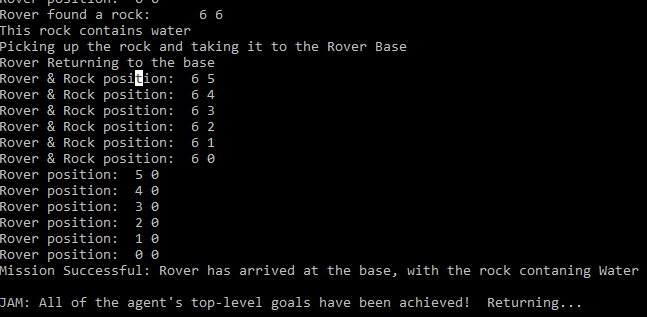 Rover position:  6 6
Rover found a rock:      6 6
This rock contains water
Picking up the rock and taking it to the Rover Base
Rover Returning to the base
Rover & Rock position:  6 5
Rover & Rock position:  6 4
Rover & Rock position:  6 3
Rover & Rock position:  6 2
Rover & Rock position:  6 1
Rover & Rock position:  6 0
Rover position:  5 0
Rover position:  4 0
Rover position:  3 0
Rover position:  2 0
Rover position:  1 0
Rover position:  0 0
Mission Successful: Rover has arrived at the base, with the rock contaning Water
JAM: All of the agent's top-level goals have been achieved!  Returning...